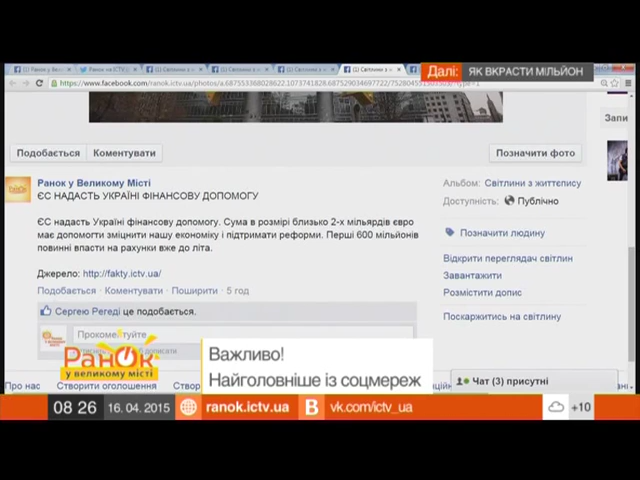 Далі: ЯК ВКРАСТИ МІЛЬЙОН
Подобається Коментувати
Позначити фото
Ранок у Великому Місті
ЄС НАДАСТЬ УКРАЇНІ ФІНАНСОВУ ДОПОМОГУ
ЄС надасть Україні фінансову допомогу. Сума в розмірі близько 2-х мільярдів євро
має допомогти зміцнити нашу економіку і підтримати реформи. Перші 600 мільйонів
повинні впасти на рахунки вже до літа.
Джерело: http://fakty.ictv.ua/
Подобається · Коментувати · Поширити · 5 год
Сергею Регеді це подобається.
Прокоментуйте
Альбом: Світлини з життєпису
Доступність: Публічно
Позначити людину
Відкрити переглядач світлин
Завантажити
Розмістити допис
Поскаржитись на світлину
РАНОК
у великому місті
Важливо!
Найголовніше із соцмереж
Про нас Створити оголошення
Чат (3) присутні
08 26 16. 04. 2015 ranok.ictv.ua B vk.com/ictv_ua +10